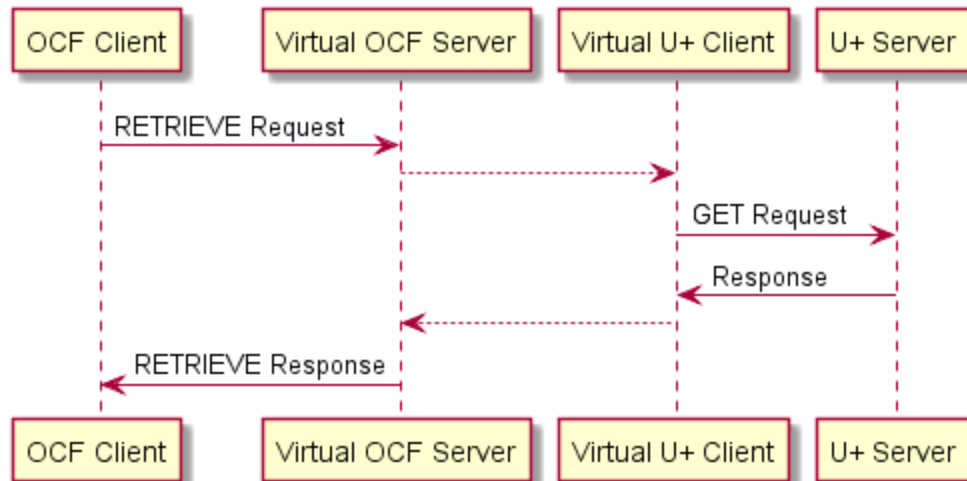 OCF Client
Virtual OCF Server
Virtual U+ Client
U+ Server
RETRIEVE Request
GET Request
Response
RETRIEVE Response
OCF Client
Virtual OCF Server
Virtual U+ Client
U+ Server